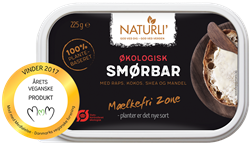 225 g
NATURLI'
100%
PLANTE-
BASERET
ØKOLOGISK
SMØRBAR
MED RAPS, KOKOS, SHEA OG MANDEL
Mælkefri Zone
- planter er det nye sort
VINDER 2017
ÅRETS
VEGANSKE
PRODUKT